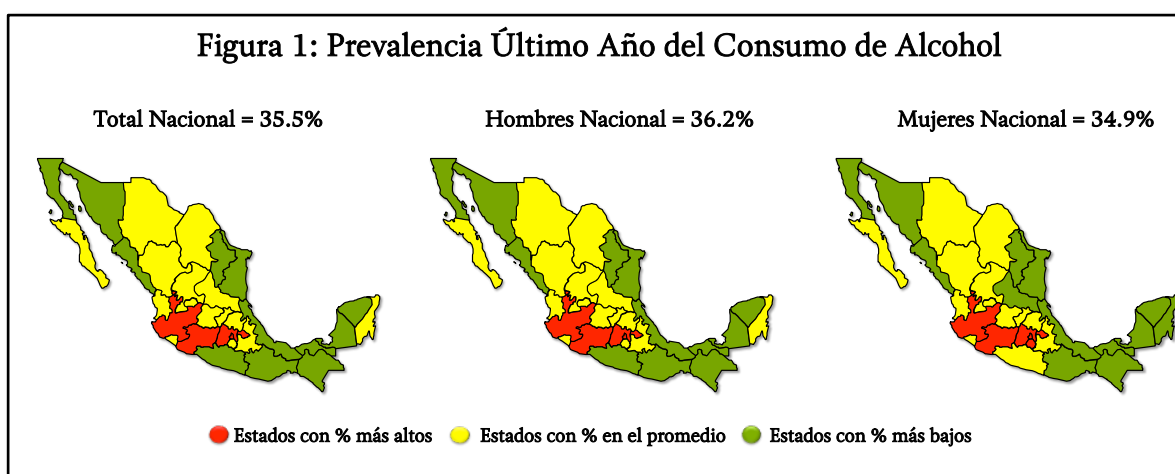 Figura 1: Prevalencia Último Año del Consumo de Alcohol
Total Nacional = 35.5%
Hombres Nacional = 36.2%
Mujeres Nacional = 34.9%
Estados con % más altos
Estados con % en el promedio
Estados con % más bajos